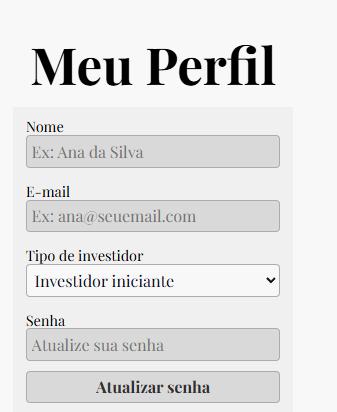 Meu Perfil
Nome
Ex: Ana da Silva
E-mail
Ex: ana@seuemail.com
Tipo de investidor
Investidor iniciante
Senha
Atualize sua senha
Atualizar senha